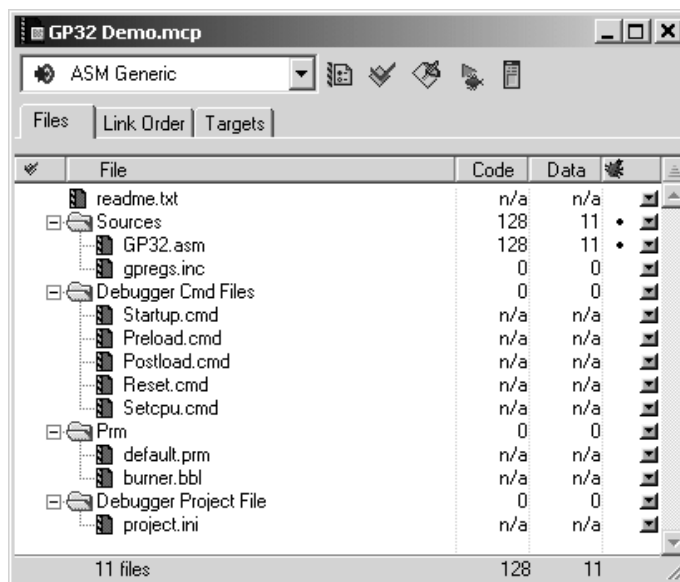 GP32 Demo.mcp
ASM Generic
Files Link Order Targets
File Code Data
readme.txt n/a n/a
Sources 128 11 •
GP32.asm 128 11 •
gpregs.inc 0 0
Debugger Cmd Files 0 0
Startup.cmd n/a n/a
Preload.cmd n/a n/a
Postload.cmd n/a n/a
Reset.cmd n/a n/a
Setcpu.cmd n/a n/a
Prm 0 0
default.prm n/a n/a
burner.bbl n/a n/a
Debugger Project File 0 0
project.ini n/a n/a
11 files 128 11